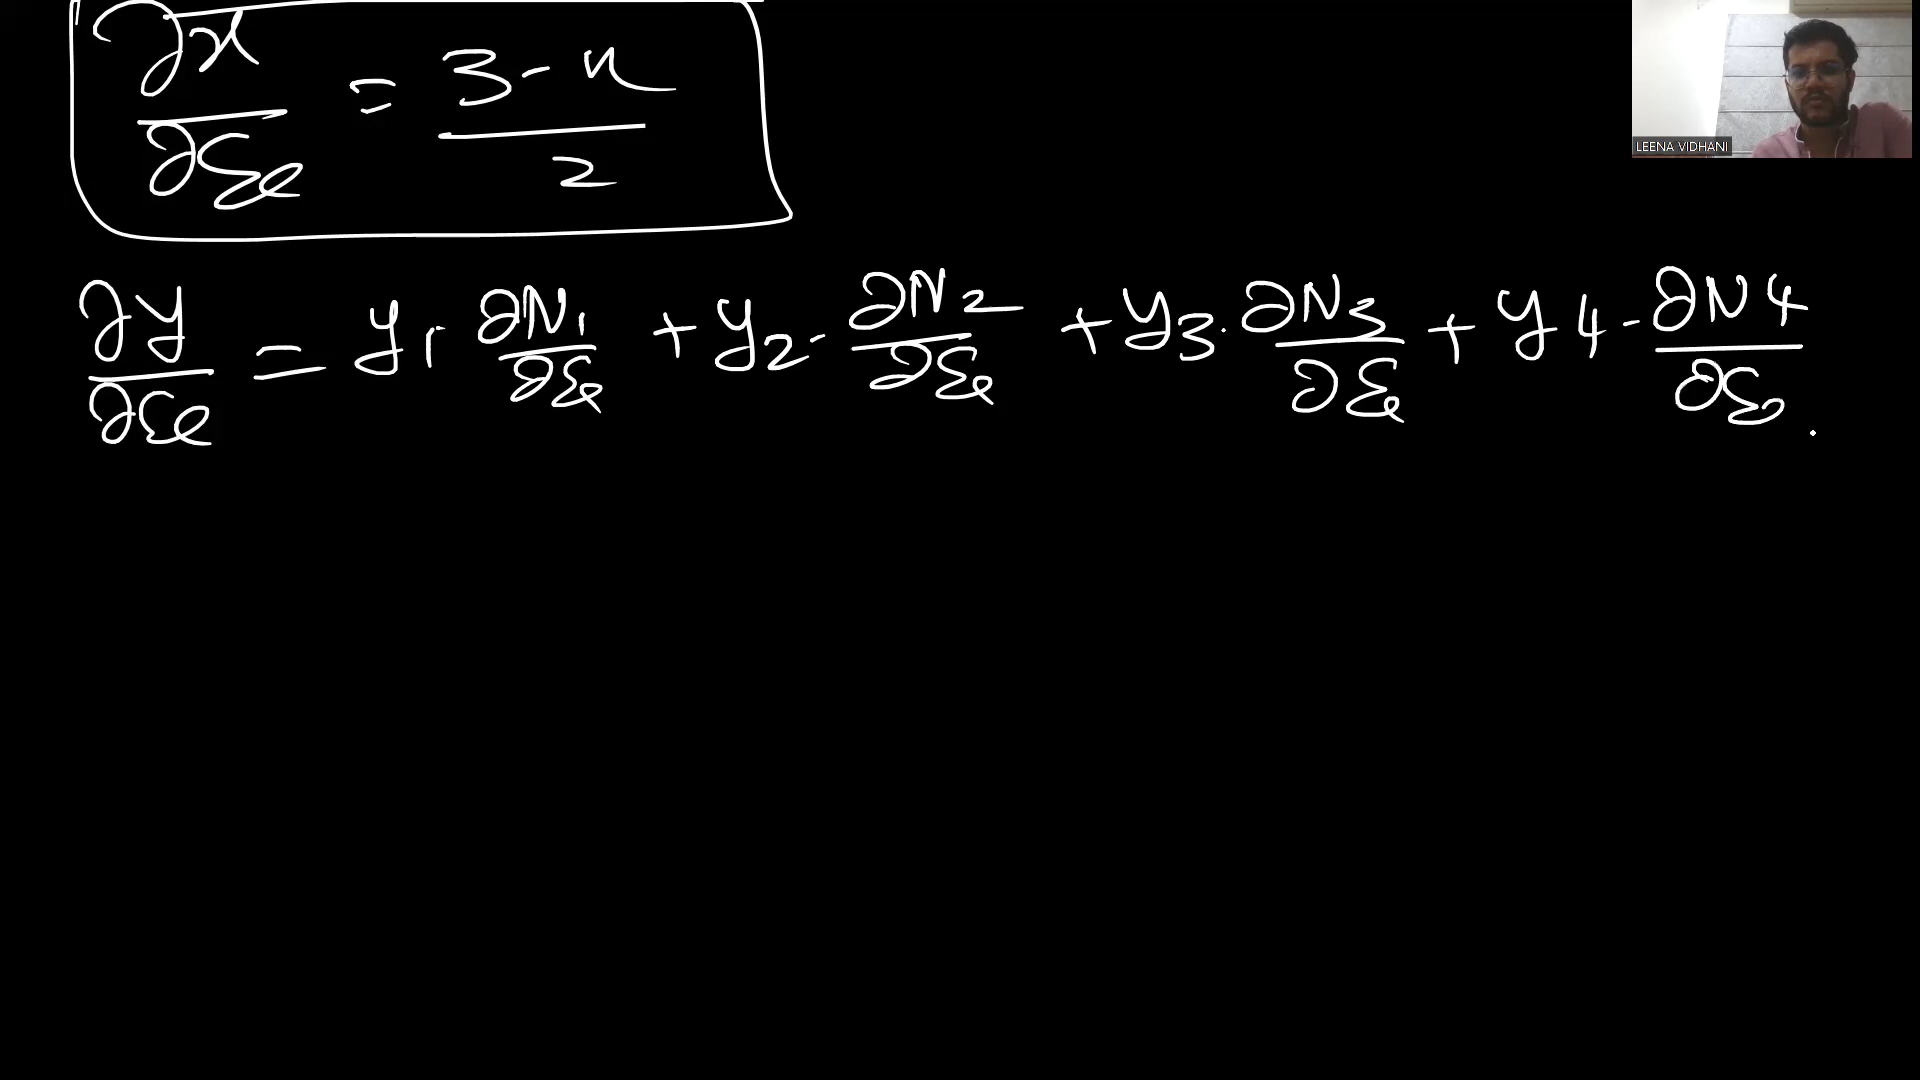 ∂x/∂ξ = (3 - η)/2
LEENA VIDHANI
∂y/∂ξ = y₁ · ∂N₁/∂ξ + y₂ · ∂N₂/∂ξ + y₃ · ∂N₃/∂ξ + y₄ · ∂N₄/∂ξ